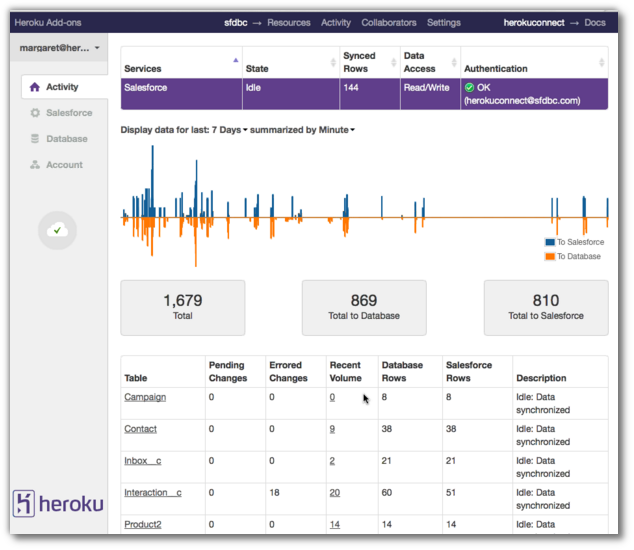 Heroku Add-ons sfdbc → Resources Activity Collaborators Settings herokuconnect → Docs
margaret@her...
Activity
Salesforce
Database
Account
Services State Synced Rows Data Access Authentication
Salesforce Idle 144 Read/Write OK
(herokuconnect@sfdbc.com)
Display data for last: 7 Days summarized by Minute
To Salesforce
To Database
1,679 869 810
Total Total to Database Total to Salesforce
Table Pending Changes Errored Changes Recent Volume Database Rows Salesforce Rows Description
Campaign 0 0 0 8 8 Idle: Data
synchronized
Contact 0 0 9 38 38 Idle: Data
synchronized
Inbox__c 0 0 2 21 21 Idle: Data
synchronized
Interaction__c 0 18 20 60 51 Idle: Data
synchronized
Product2 0 0 14 14 14 Idle: Data
heroku